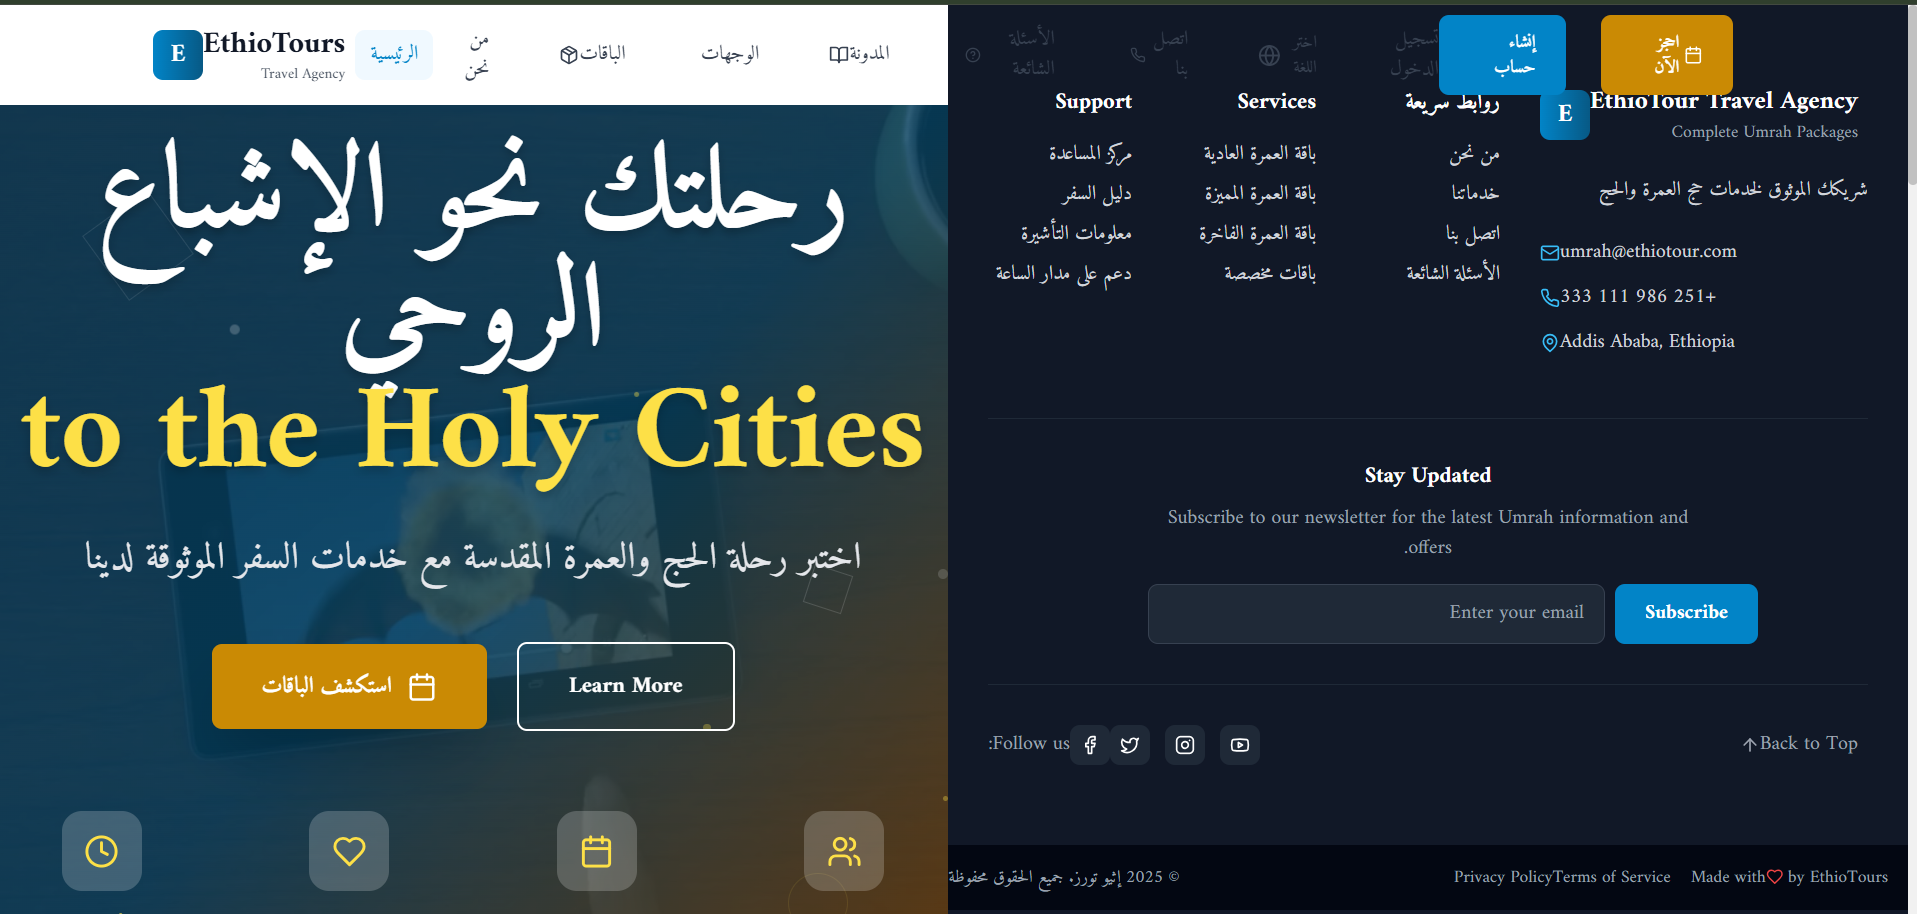 E
EthioTours
Travel Agency
الرئيسية
من
نحن
الباقات
الوجهات
المدونة
رحلتك نحو الإشباع
الروحي
to the Holy Cities
اختبر رحلة الحج والعمرة المقدسة مع خدمات السفر الموثوقة لدينا
استكشف الباقات
Learn More
الأسئلة
الشائعة
اتصل
بنا
اختر
اللغة
تسجيل
الدخول
إنشاء
حساب
احجز
الآن
E
EthioTour Travel Agency
Complete Umrah Packages
شريكك الموثوق لخدمات حج العمرة والحج
umrah@ethiotour.com
333 111 986 251+
Addis Ababa, Ethiopia
روابط سريعة
من نحن
خدماتنا
اتصل بنا
الأسئلة الشائعة
Services
باقة العمرة العادية
باقة العمرة المميزة
باقة العمرة الفاخرة
باقات مخصصة
Support
مركز المساعدة
دليل السفر
معلومات التأشيرة
دعم على مدار الساعة
Stay Updated
Subscribe to our newsletter for the latest Umrah information and
.offers
Enter your email
Subscribe
:Follow us
Back to Top
© 2025 إثيو تورز. جميع الحقوق محفوظة
Privacy Policy
Terms of Service
Made with by EthioTours